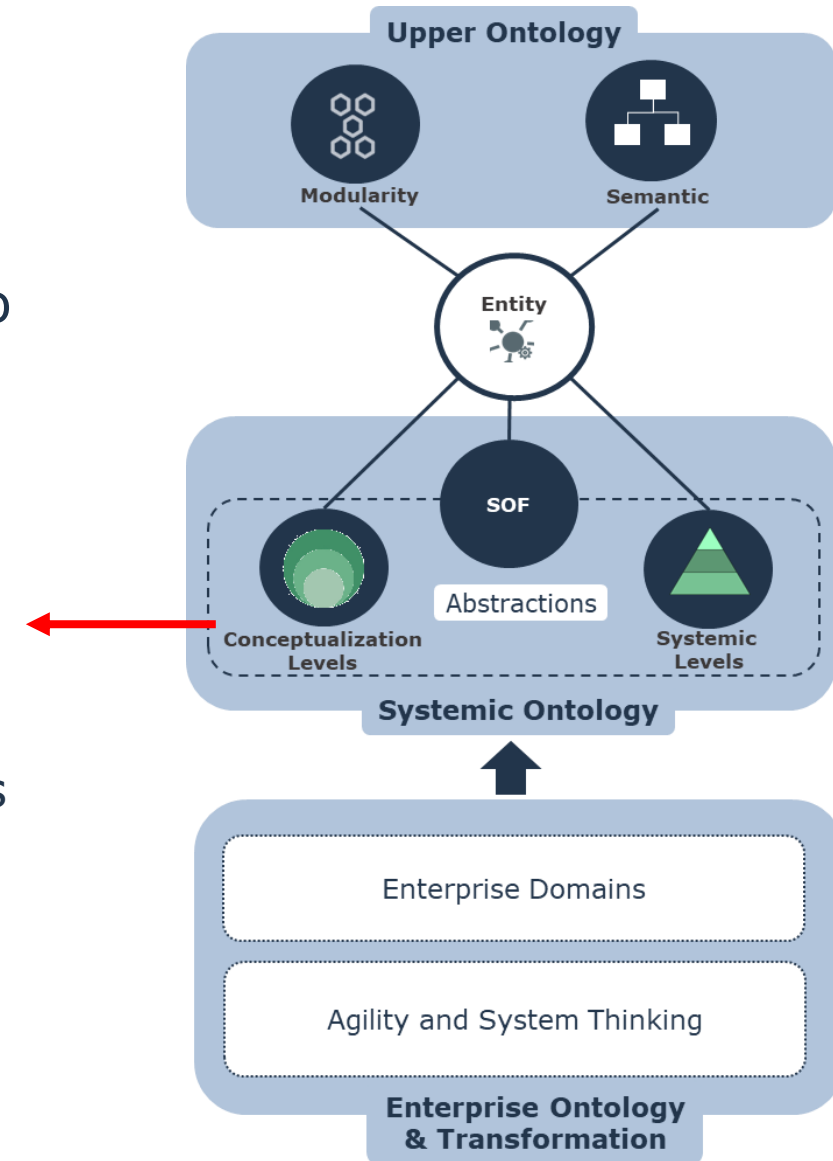 Upper Ontology
Modularity
Semantic
Entity
SOF
Abstractions
Conceptualization
Levels
Systemic
Levels
Systemic Ontology
Enterprise Domains
Agility and System Thinking
Enterprise Ontology
& Transformation